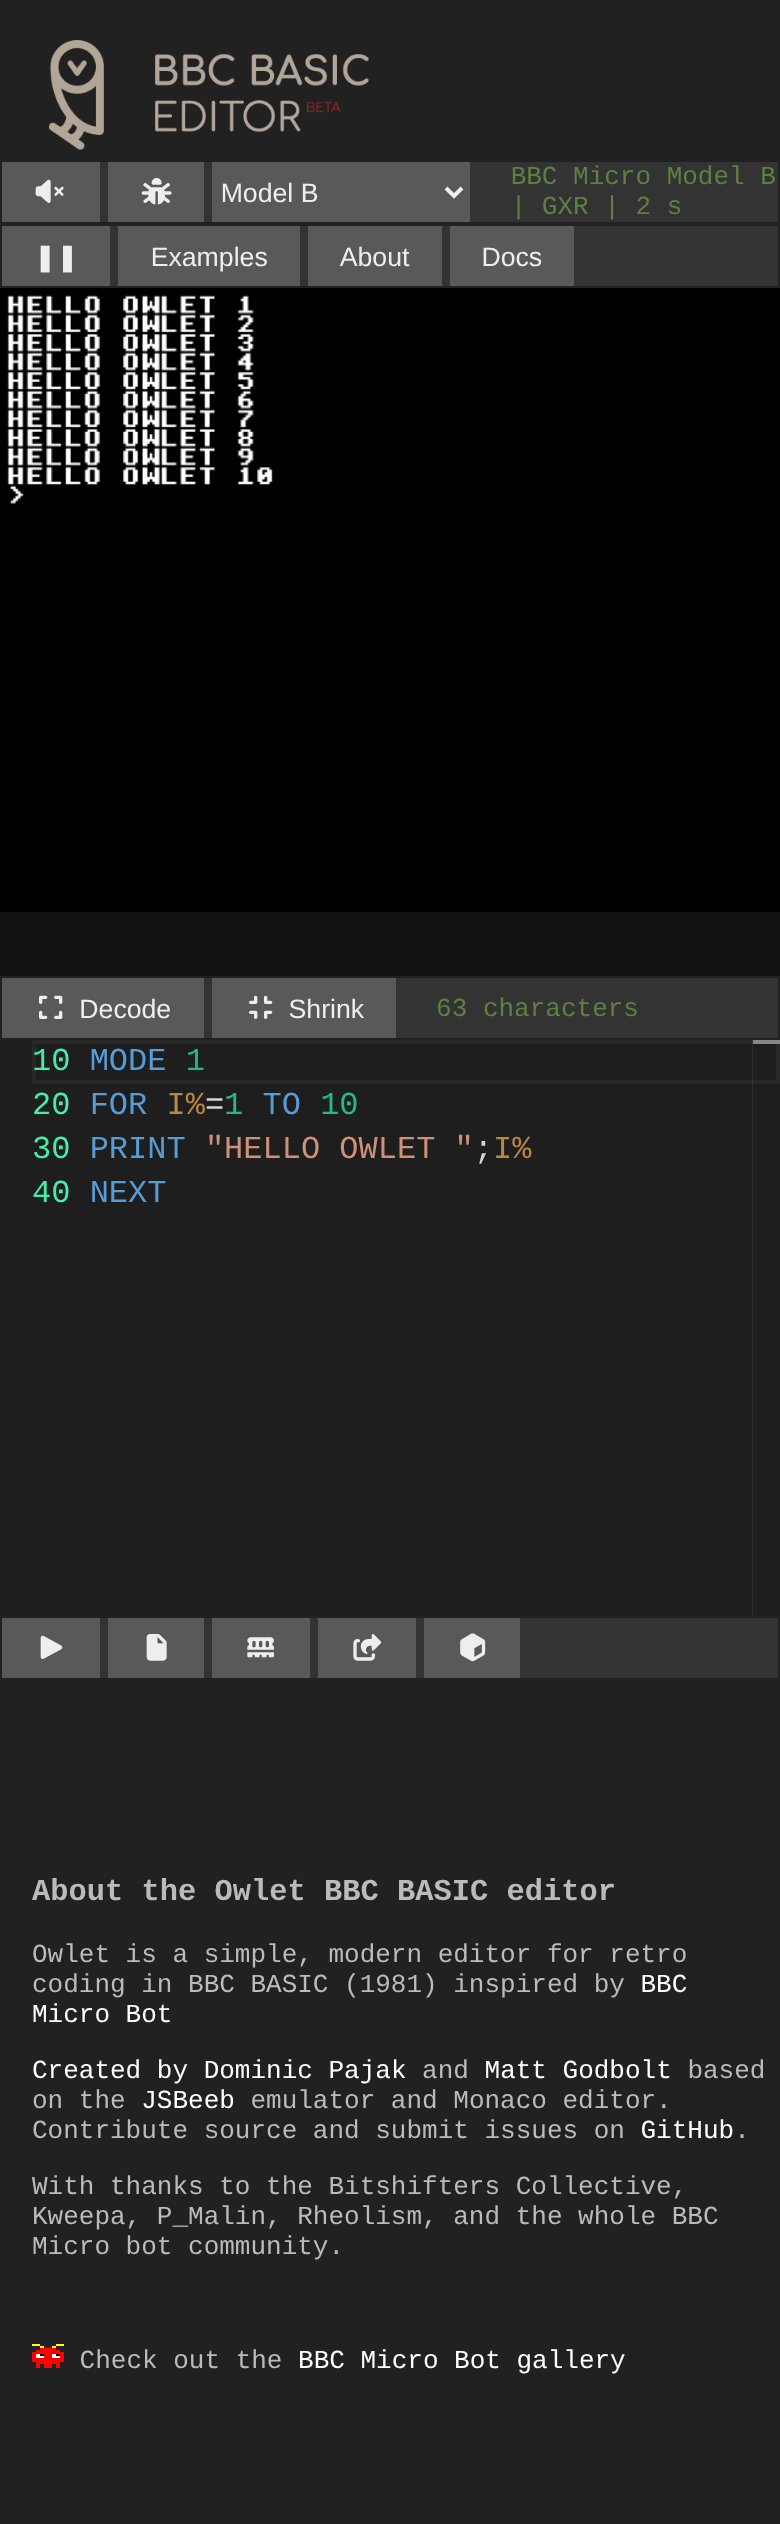 BBC BASIC
EDITOR BETA
Model B
BBC Micro Model B
| GXR | 2 s
Examples
About
Docs
HELLO OWLET 1
HELLO OWLET 2
HELLO OWLET 3
HELLO OWLET 4
HELLO OWLET 5
HELLO OWLET 6
HELLO OWLET 7
HELLO OWLET 8
HELLO OWLET 9
HELLO OWLET 10
>
Decode
Shrink
63 characters
10 MODE 1
20 FOR I%=1 TO 10
30 PRINT "HELLO OWLET ";I%
40 NEXT
About the Owlet BBC BASIC editor
Owlet is a simple, modern editor for retro
coding in BBC BASIC (1981) inspired by BBC
Micro Bot
Created by Dominic Pajak and Matt Godbolt based
on the JSBeeb emulator and Monaco editor.
Contribute source and submit issues on GitHub.
With thanks to the Bitshifters Collective,
Kweepa, P_Malin, Rheolism, and the whole BBC
Micro bot community.
Check out the BBC Micro Bot gallery